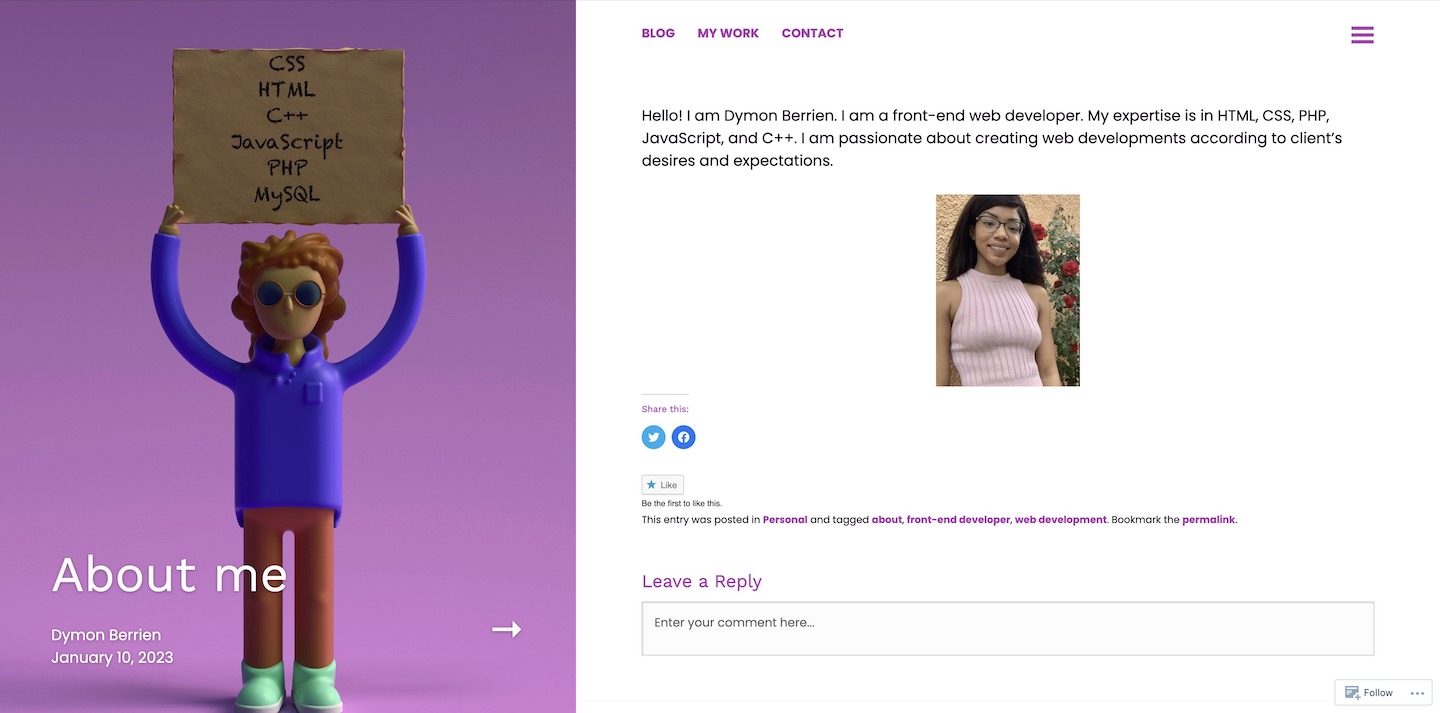 CSS
HTML
C++
JavaScript
PHP
MySQL
About me
Dymon Berrien
January 10, 2023
BLOG MY WORK CONTACT
Hello! I am Dymon Berrien. I am a front-end web developer. My expertise is in HTML, CSS, PHP,
JavaScript, and C++. I am passionate about creating web developments according to client’s
desires and expectations.
Share this:
Like
Be the first to like this.
This entry was posted in Personal and tagged about, front-end developer, web development. Bookmark the permalink.
Leave a Reply
Enter your comment here...
Follow